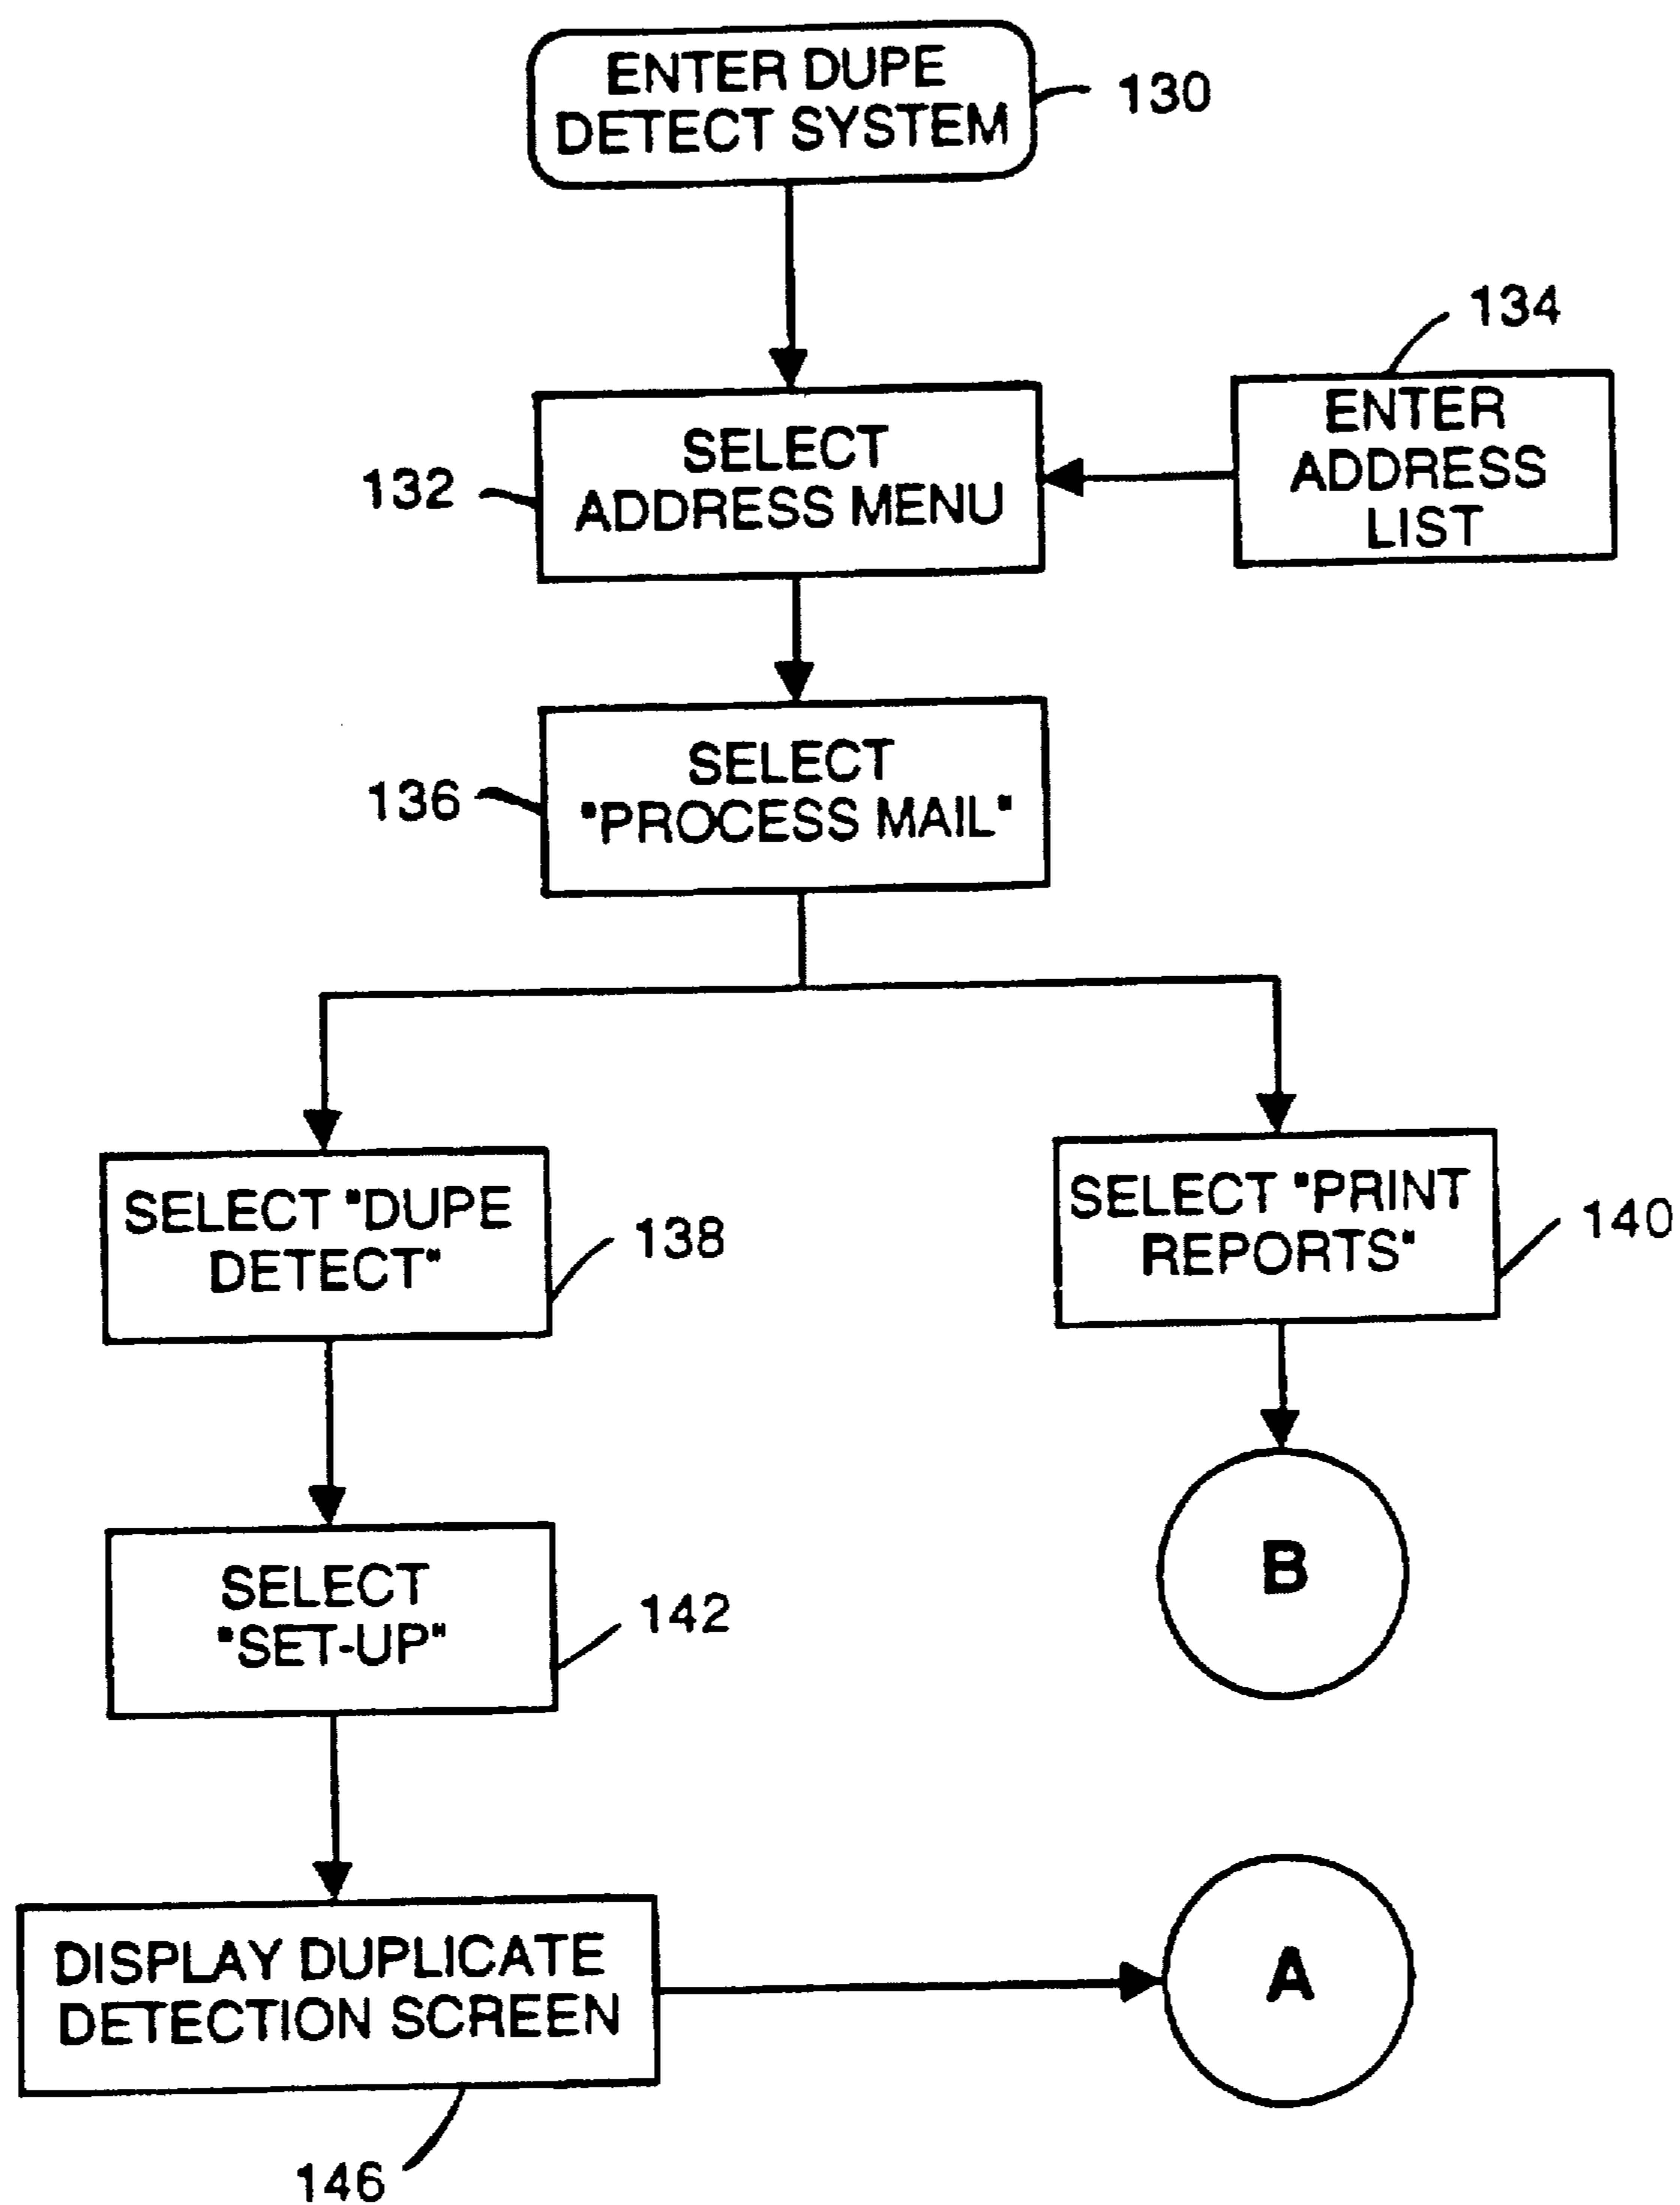 ENTER DUPE
DETECT SYSTEM
130
134
ENTER
ADDRESS
LIST
SELECT
ADDRESS MENU
132
SELECT
"PROCESS MAIL"
136
SELECT "DUPE
DETECT"
138
SELECT "PRINT
REPORTS"
140
SELECT
"SET-UP"
142
B
DISPLAY DUPLICATE
DETECTION SCREEN
146
A